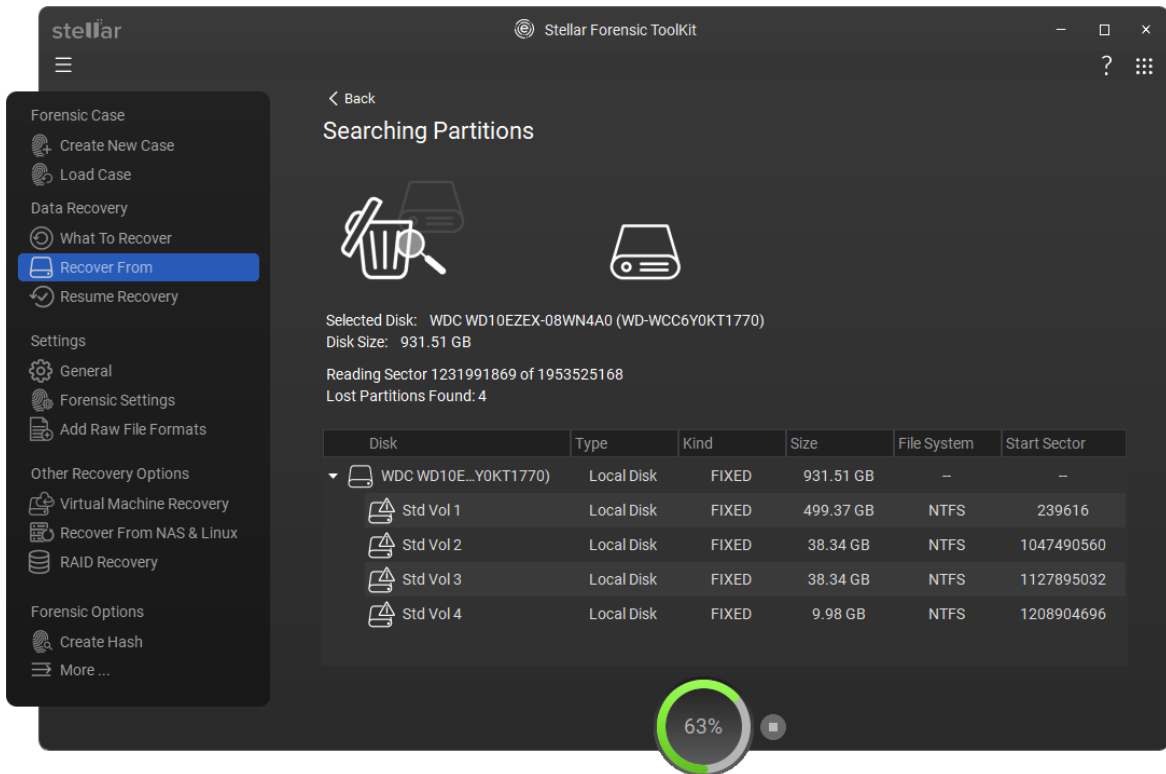 stellar
Stellar Forensic ToolKit
?
Forensic Case
Create New Case
Load Case
Data Recovery
What To Recover
Recover From
Resume Recovery
Settings
General
Forensic Settings
Add Raw File Formats
Other Recovery Options
Virtual Machine Recovery
Recover From NAS & Linux
RAID Recovery
Forensic Options
Create Hash
More ...
Back
Searching Partitions
Selected Disk: WDC WD10EZEX-08WN4A0 (WD-WCC6Y0KT1770)
Disk Size: 931.51 GB
Reading Sector 1231991869 of 1953525168
Lost Partitions Found: 4
Disk Type Kind Size File System Start Sector
WDC WD10E...Y0KT1770) Local Disk FIXED 931.51 GB -- --
Std Vol 1 Local Disk FIXED 499.37 GB NTFS 239616
Std Vol 2 Local Disk FIXED 38.34 GB NTFS 1047490560
Std Vol 3 Local Disk FIXED 38.34 GB NTFS 1127895032
Std Vol 4 Local Disk FIXED 9.98 GB NTFS 1208904696
63%